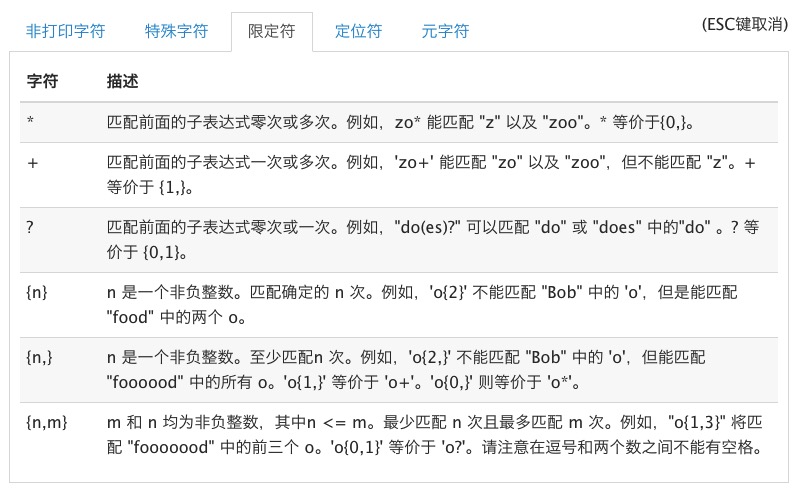 非打印字符 特殊字符 限定符 定位符 元字符 (ESC键取消)
字符 描述
* 匹配前面的子表达式零次或多次。例如，zo* 能匹配 "z" 以及 "zoo"。* 等价于{0,}。
+ 匹配前面的子表达式一次或多次。例如，'zo+' 能匹配 "zo" 以及 "zoo"，但不能匹配 "z"。+
等价于 {1,}。
? 匹配前面的子表达式零次或一次。例如，"do(es)?" 可以匹配 "do" 或 "does" 中的"do" 。? 等
价于 {0,1}。
{n} n 是一个非负整数。匹配确定的 n 次。例如，'o{2}' 不能匹配 "Bob" 中的 'o'，但是能匹配
"food" 中的两个 o。
{n,} n 是一个非负整数。至少匹配n 次。例如，'o{2,}' 不能匹配 "Bob" 中的 'o'，但能匹配
"foooood" 中的所有 o。'o{1,}' 等价于 'o+'。'o{0,}' 则等价于 'o*'。
{n,m} m 和 n 均为非负整数，其中n <= m。最少匹配 n 次且最多匹配 m 次。例如，"o{1,3}" 将匹
配 "fooooood" 中的前三个 o。'o{0,1}' 等价于 'o?'。请注意在逗号和两个数之间不能有空格。